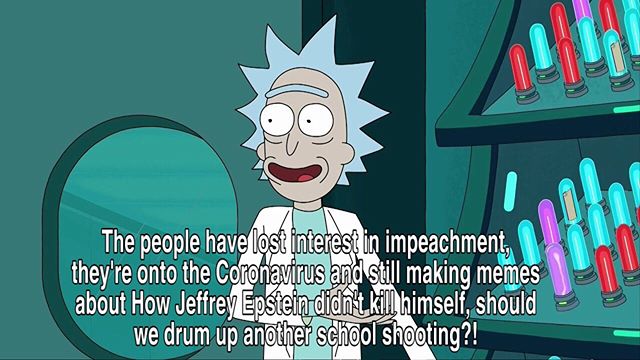 The people have lost interest in impeachment,
they're onto the Coronavirus and still making memes
about How Jeffrey Epstein didn't kill himself, should
we drum up another school shooting?!